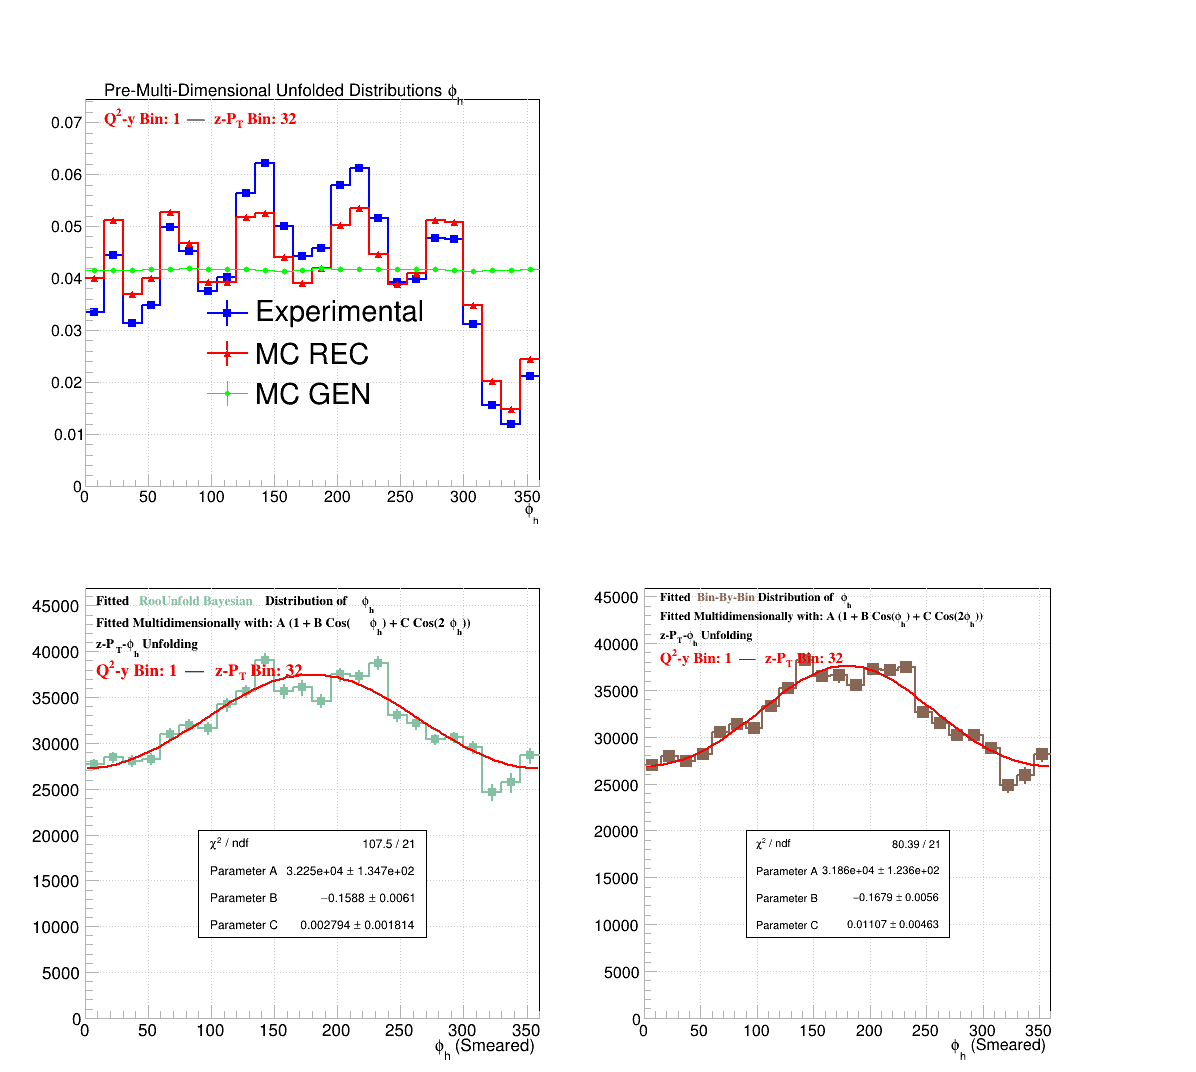 Pre-Multi-Dimensional Unfolded Distributions ϕh
Q2-y Bin: 1 — z-PT Bin: 32
0.07
0.06
0.05
0.04
0.03
0.02
0.01
0
Experimental
MC REC
MC GEN
0 50 100 150 200 250 300 350
ϕh
Fitted RooUnfold Bayesian Distribution of ϕh
Fitted Multidimensionally with: A (1 + B Cos( ϕh) + C Cos(2 ϕh))
z-PT-ϕh Unfolding
Q2-y Bin: 1 — z-PT Bin: 32
45000
40000
35000
30000
25000
20000
15000
10000
5000
0
χ2 / ndf 107.5 / 21
Parameter A 3.225e+04 ± 1.347e+02
Parameter B −0.1588 ± 0.0061
Parameter C 0.002794 ± 0.001814
0 50 100 150 200 250 300 350
ϕh (Smeared)
Fitted Bin-By-Bin Distribution of ϕh
Fitted Multidimensionally with: A (1 + B Cos(ϕh) + C Cos(2ϕh))
z-PT-ϕh Unfolding
Q2-y Bin: 1 — z-PT Bin: 32
45000
40000
35000
30000
25000
20000
15000
10000
5000
0
χ2 / ndf 80.39 / 21
Parameter A 3.186e+04 ± 1.236e+02
Parameter B −0.1679 ± 0.0056
Parameter C 0.01107 ± 0.00463
0 50 100 150 200 250 300 350
ϕh (Smeared)